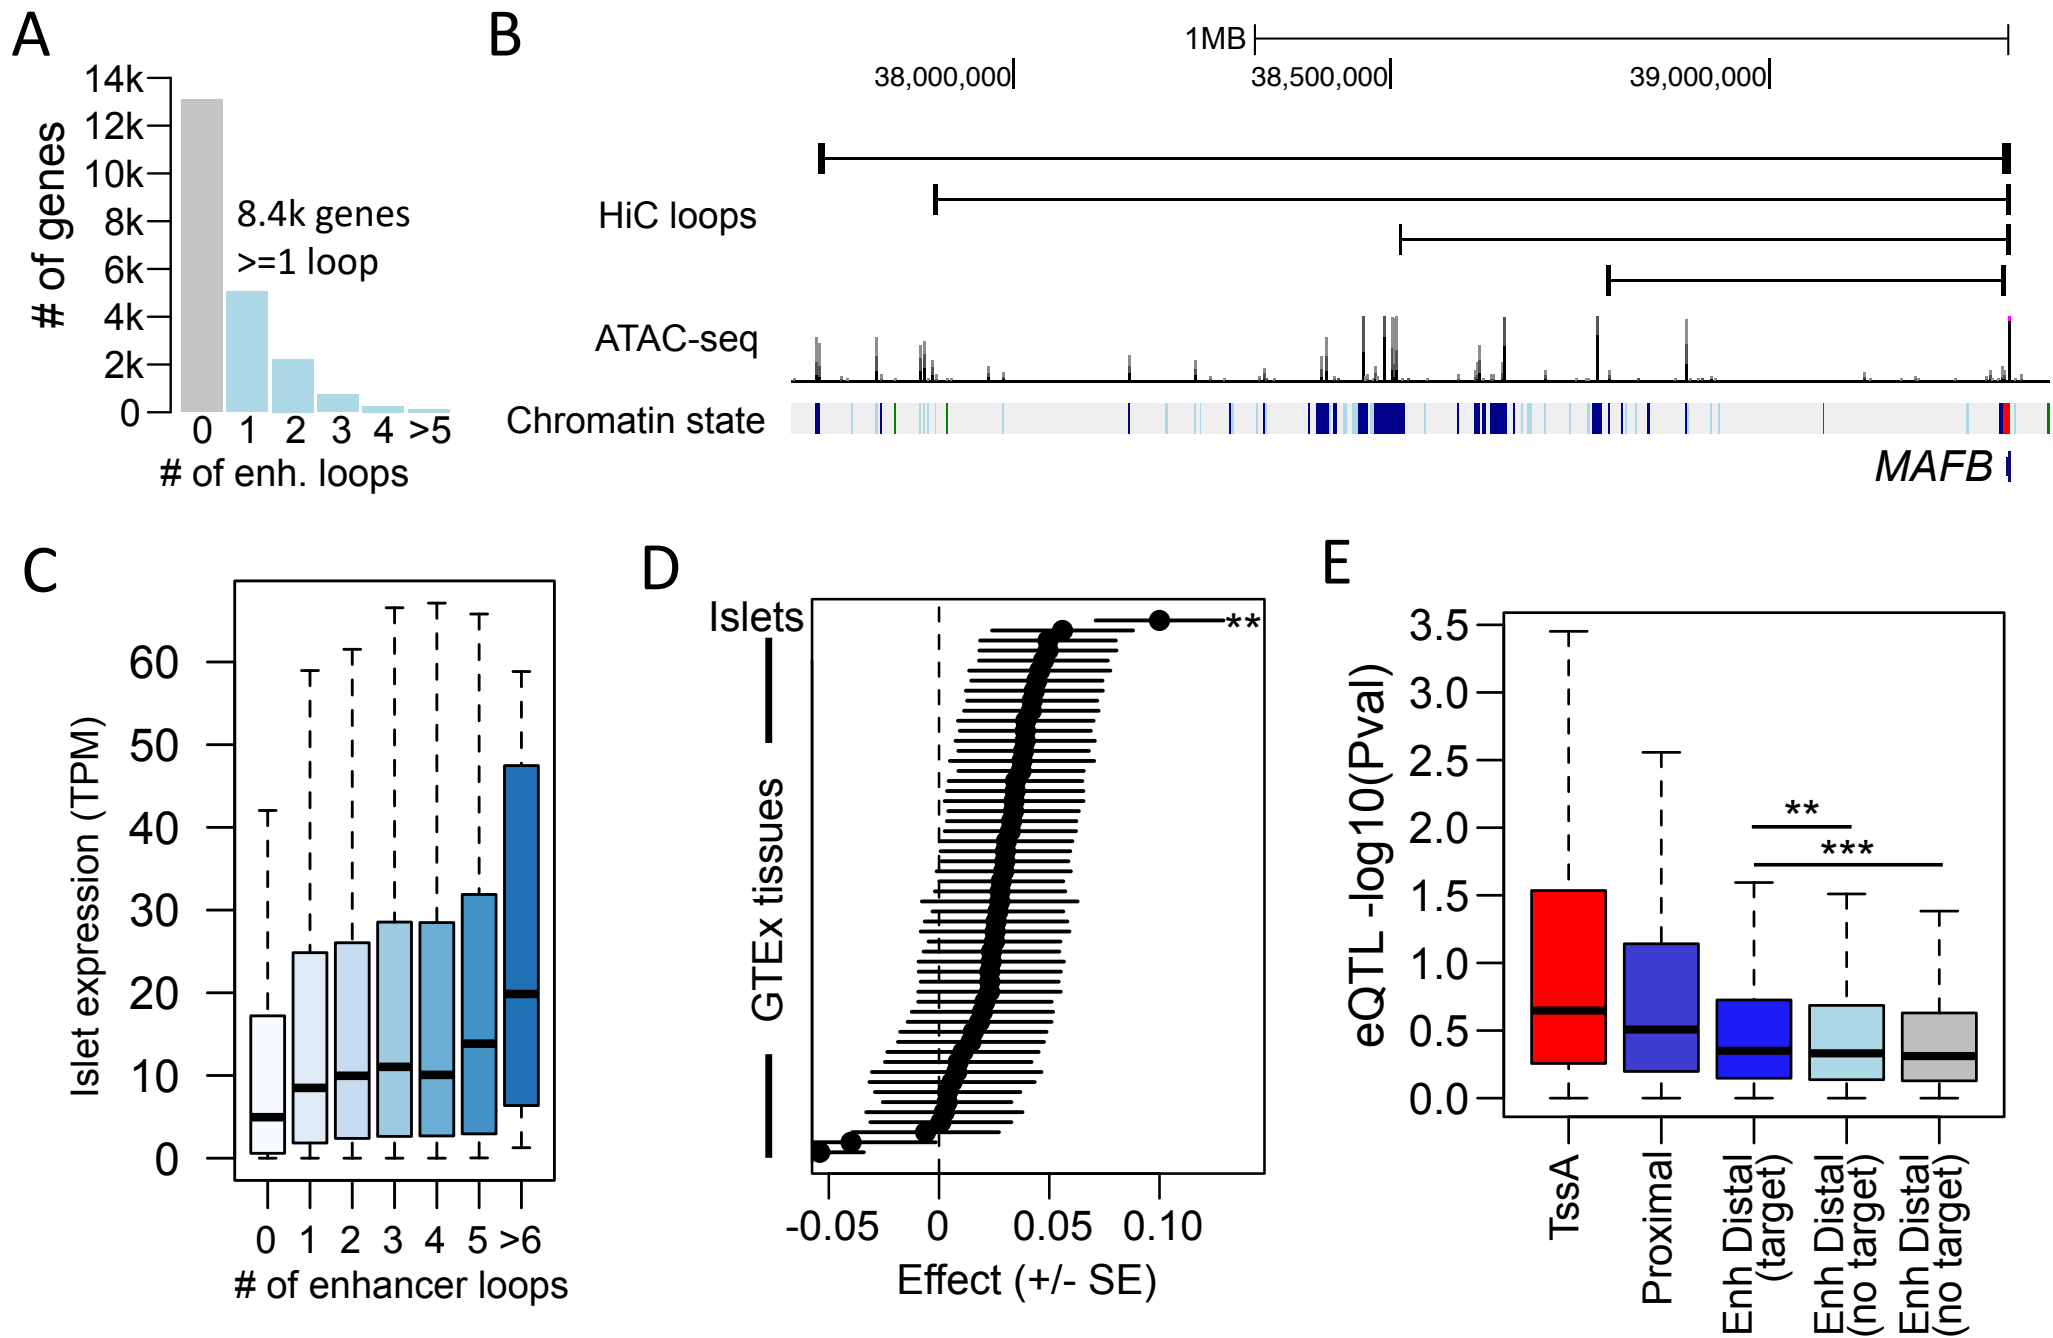 A
14k
12k
10k
8k
6k
4k
2k
0
# of genes
8.4k genes
>=1 loop
0 1 2 3 4 >5
# of enh. loops
B
1MB
38,000,000 38,500,000 39,000,000
HiC loops
ATAC-seq
Chromatin state
MAFB
C
60
50
40
30
20
10
0
Islet expression (TPM)
0 1 2 3 4 5 >6
# of enhancer loops
D
Islets
**
GTEx tissues
-0.05 0 0.05 0.10
Effect (+/- SE)
E
3.5
3.0
2.5
2.0
1.5
1.0
0.5
0.0
eQTL -log10(Pval)
**
***
TssA
Proximal
Enh Distal
(target)
Enh Distal
(no target)
Enh Distal
(no target)